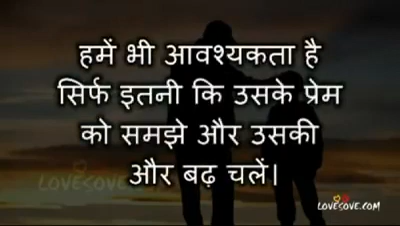 हमें भी आवश्यकता है
सिर्फ इतनी कि उसके प्रेम
को समझे और उसकी
और बढ़ चलें।
LOVESOVE
LOVESOVE.COM